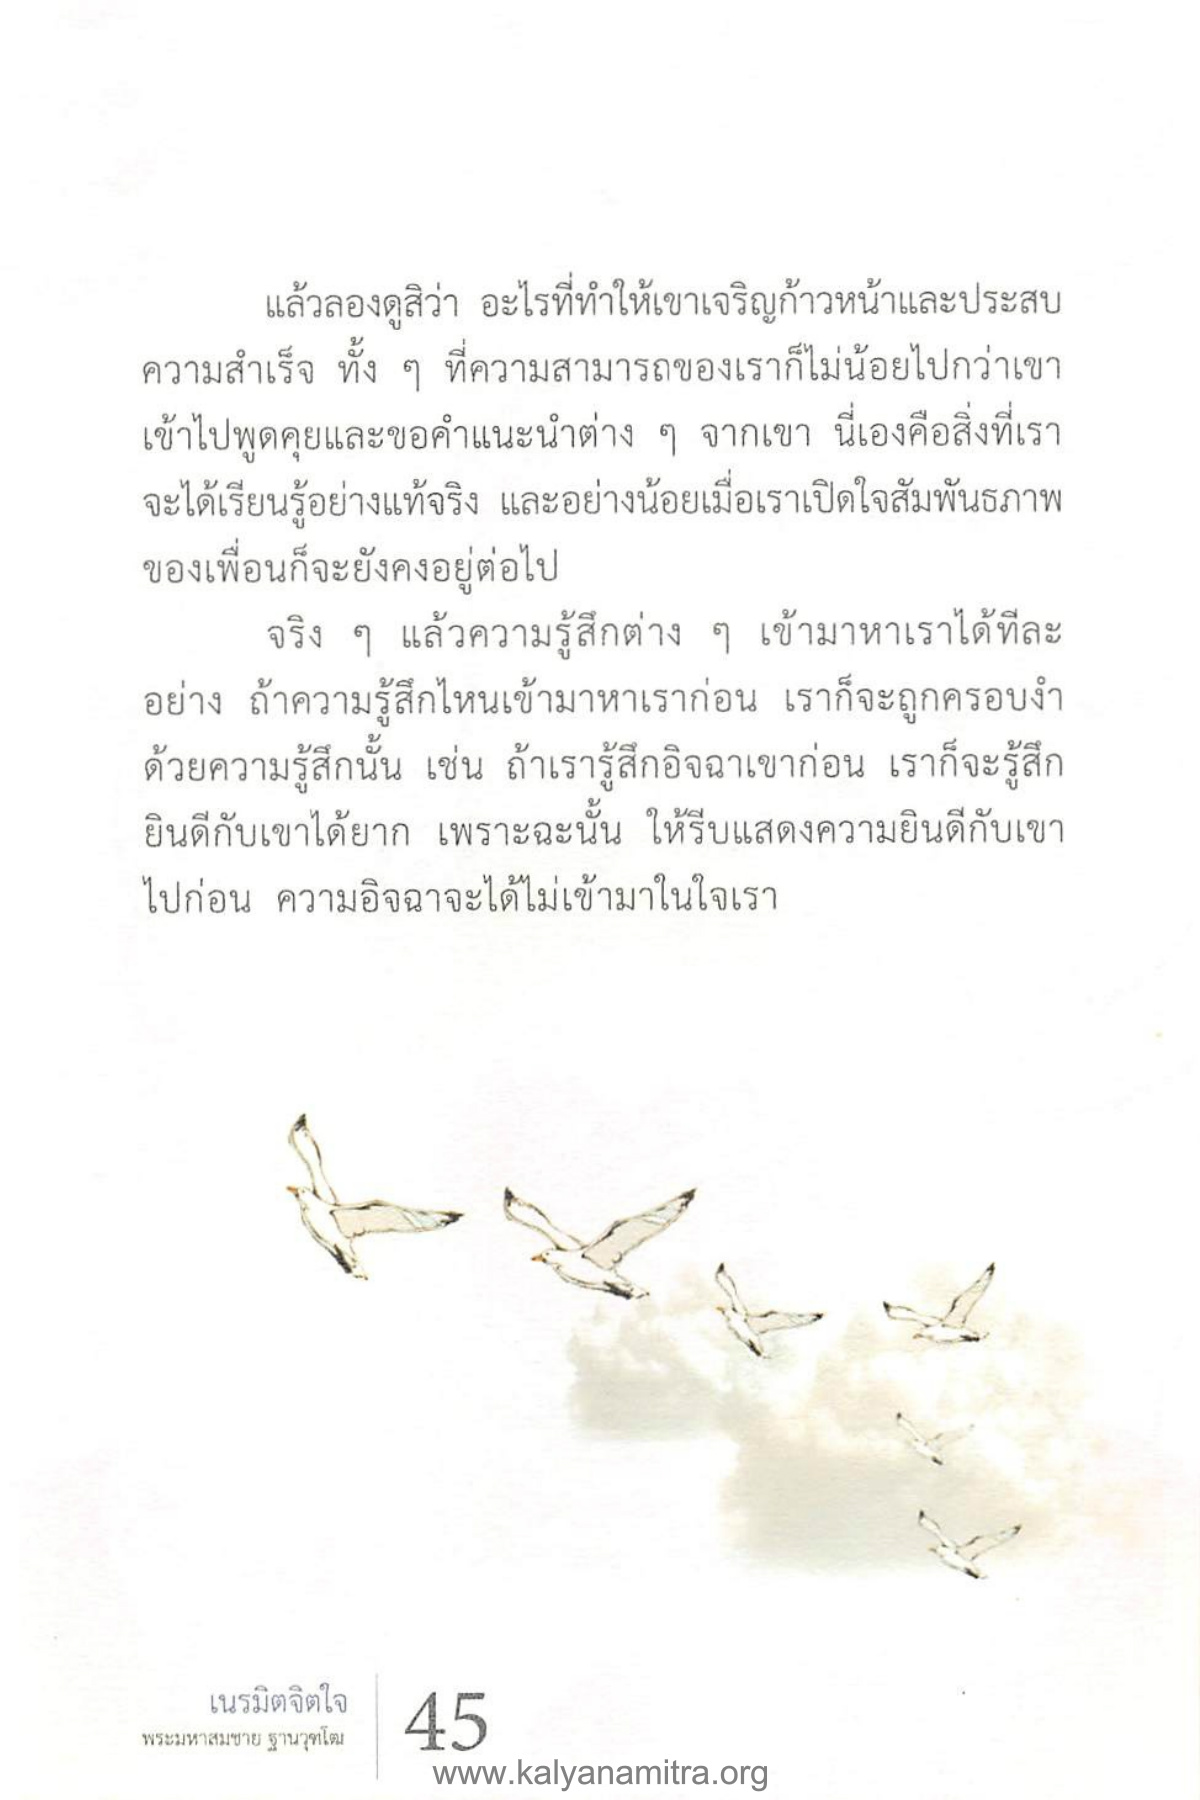 แล้วลองดูสิว่า อะไรที่ทำให้เขาเจริญก้าวหน้าและประสบ
ความสำเร็จ ทั้ง ๆ ที่ความสามารถของเราก็ไม่น้อยไปกว่าเขา
เข้าไปพูดคุยและขอคำแนะนำต่าง ๆ จากเขา นี่เองคือสิ่งที่เรา
จะได้เรียนรู้อย่างแท้จริง และอย่างน้อยเมื่อเราเปิดใจสัมพันธภาพ
ของเพื่อนก็จะยังคงอยู่ต่อไป
จริง ๆ แล้วความรู้สึกต่าง ๆ เข้ามาหาเราได้ทีละ
อย่าง ถ้าความรู้สึกไหนเข้ามาหาเราก่อน เราก็จะถูกครอบงำ
ด้วยความรู้สึกนั้น เช่น ถ้าเรารู้สึกอิจฉาเขาก่อน เราก็จะรู้สึก
ยินดีกับเขาได้ยาก เพราะฉะนั้น ให้รีบแสดงความยินดีกับเขา
ไปก่อน ความอิจฉาจะได้ไม่เข้ามาในใจเรา
เนรมิตจิตใจ
พระมหาสมชาย ฐานวุฑโฒ
45
www.kalyanamitra.org